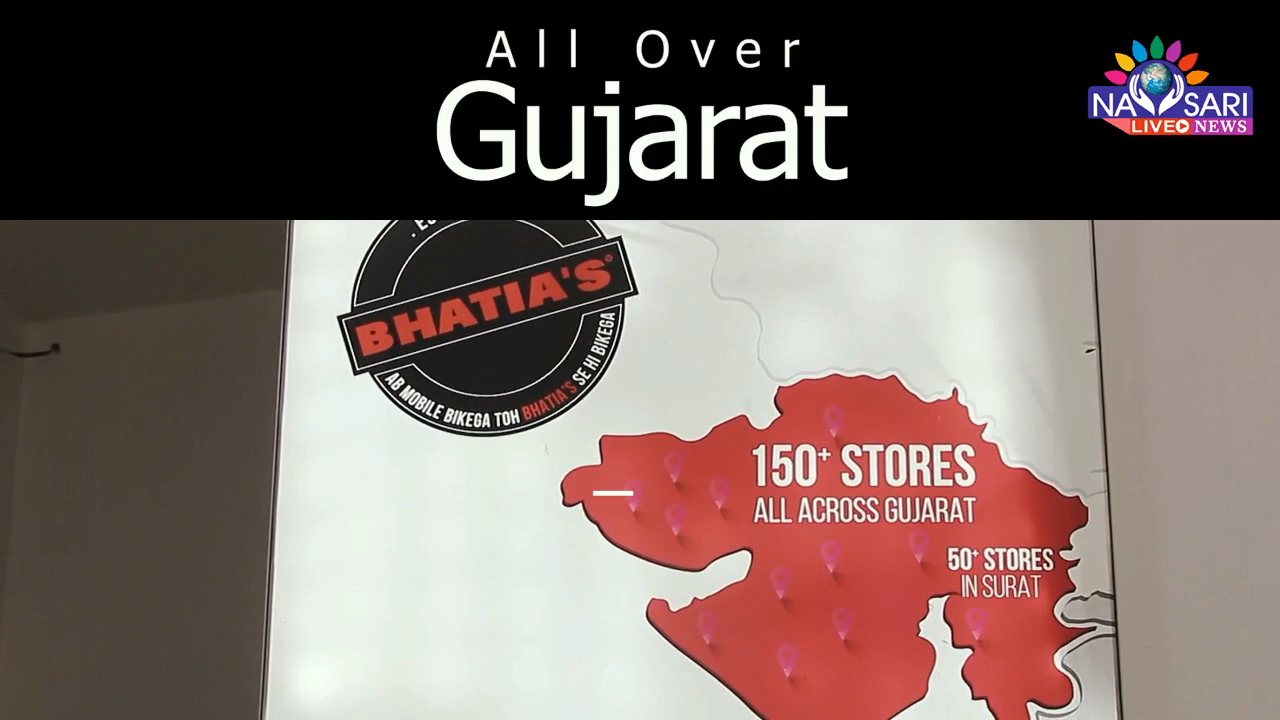 All Over
Gujarat
NAVSARI
LIVE NEWS
BHATIA'S
AB MOBILE BIKEGA TOH BHATIA'S SE HI BIKEGA
150+ STORES
ALL ACROSS GUJARAT
50+ STORES
IN SURAT